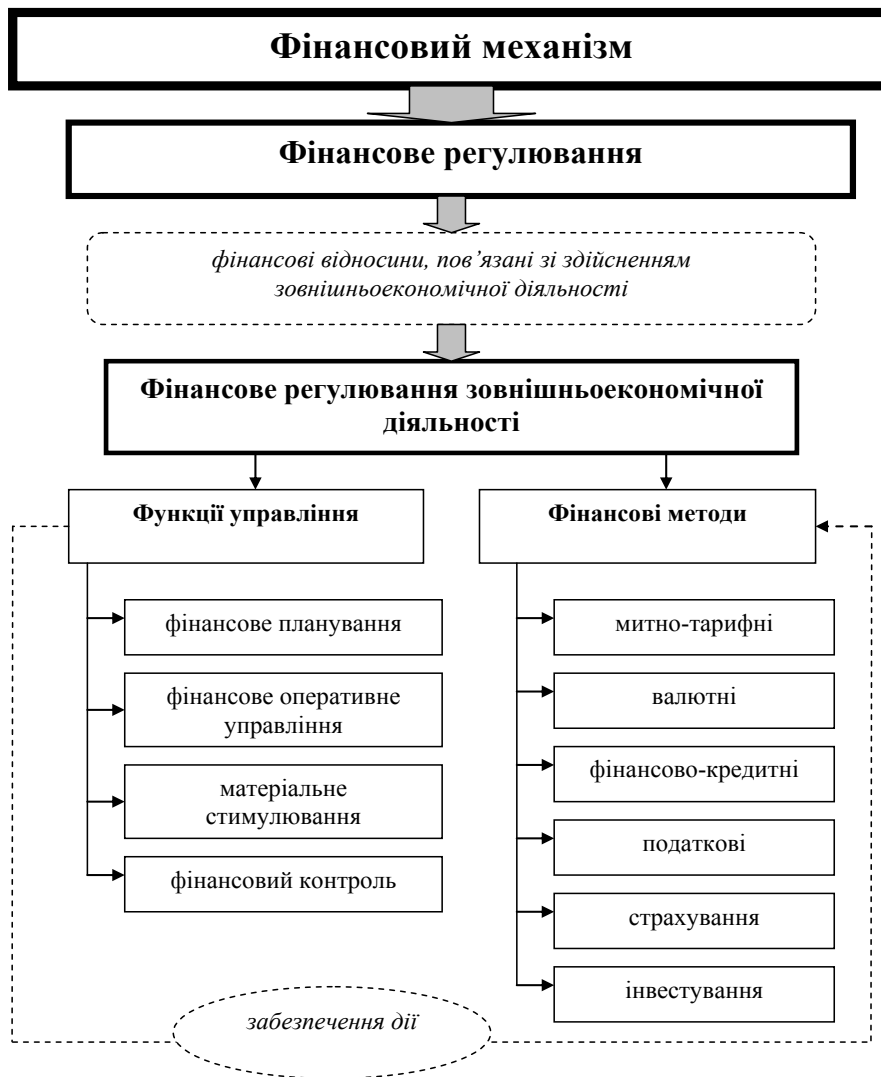 Фінансовий механізм
Фінансове регулювання
фінансові відносини, пов’язані зі здійсненням
зовнішньоекономічної діяльності
Фінансове регулювання зовнішньоекономічної
діяльності
Функції управління
фінансове планування
фінансове оперативне
управління
матеріальне
стимулювання
фінансовий контроль
Фінансові методи
митно-тарифні
валютні
фінансово-кредитні
податкові
страхування
інвестування
забезпечення дії